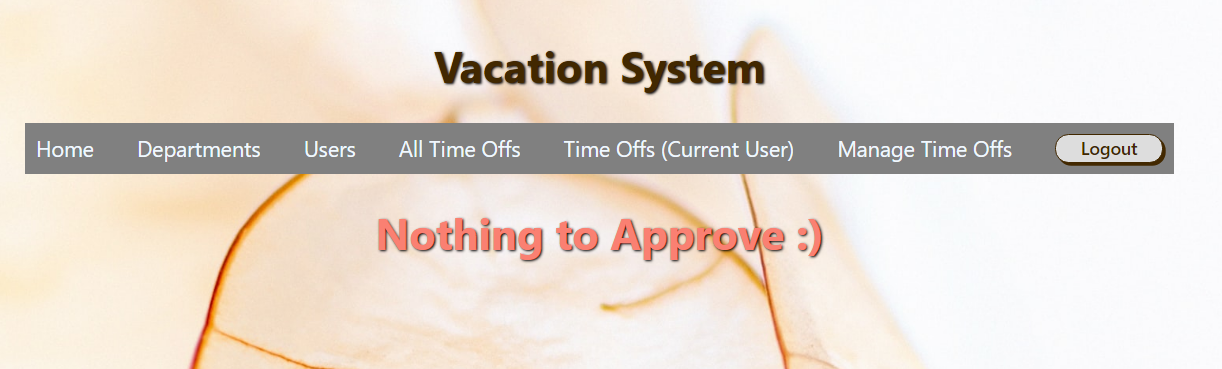 Vacation System
Home Departments Users All Time Offs Time Offs (Current User) Manage Time Offs Logout
Nothing to Approve :)